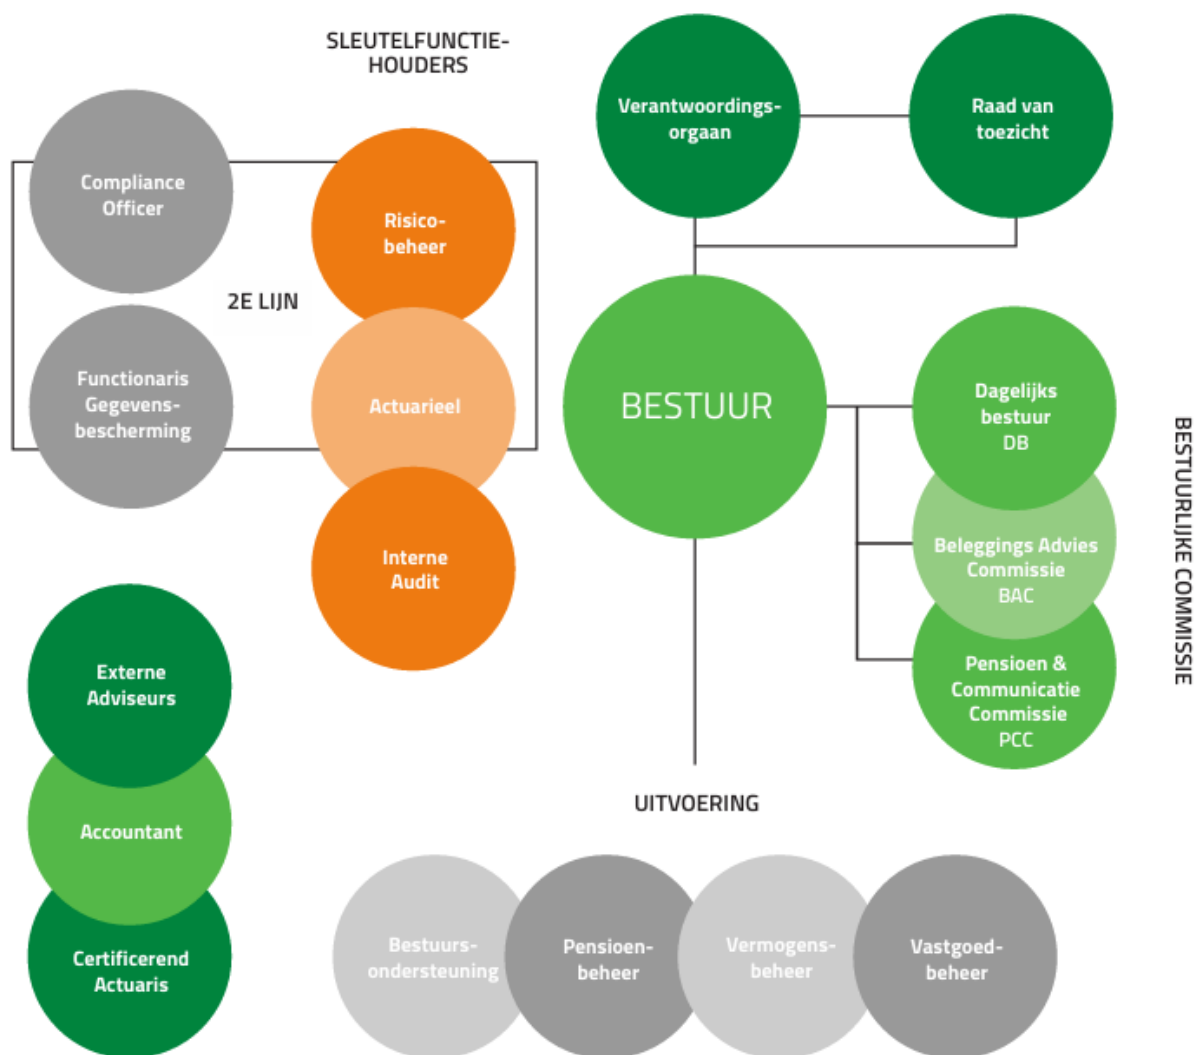 SLEUTELFUNCTIE-
HOUDERS
Verantwoordings-
orgaan
Raad van
toezicht
Compliance
Officer
Risico-
beheer
2E LIJN
Functionaris
Gegevens-
bescherming
Actuarieel
BESTUUR
Dagelijks
bestuur
DB
Beleggings Advies
Commissie
BAC
Pensioen &
Communicatie
Commissie
PCC
BESTUURLIJKE COMMISSIE
Interne
Audit
Externe
Adviseurs
Accountant
Certificerend
Actuaris
UITVOERING
Bestuurs-
ondersteuning
Pensioen-
beheer
Vermogens-
beheer
Vastgoed-
beheer